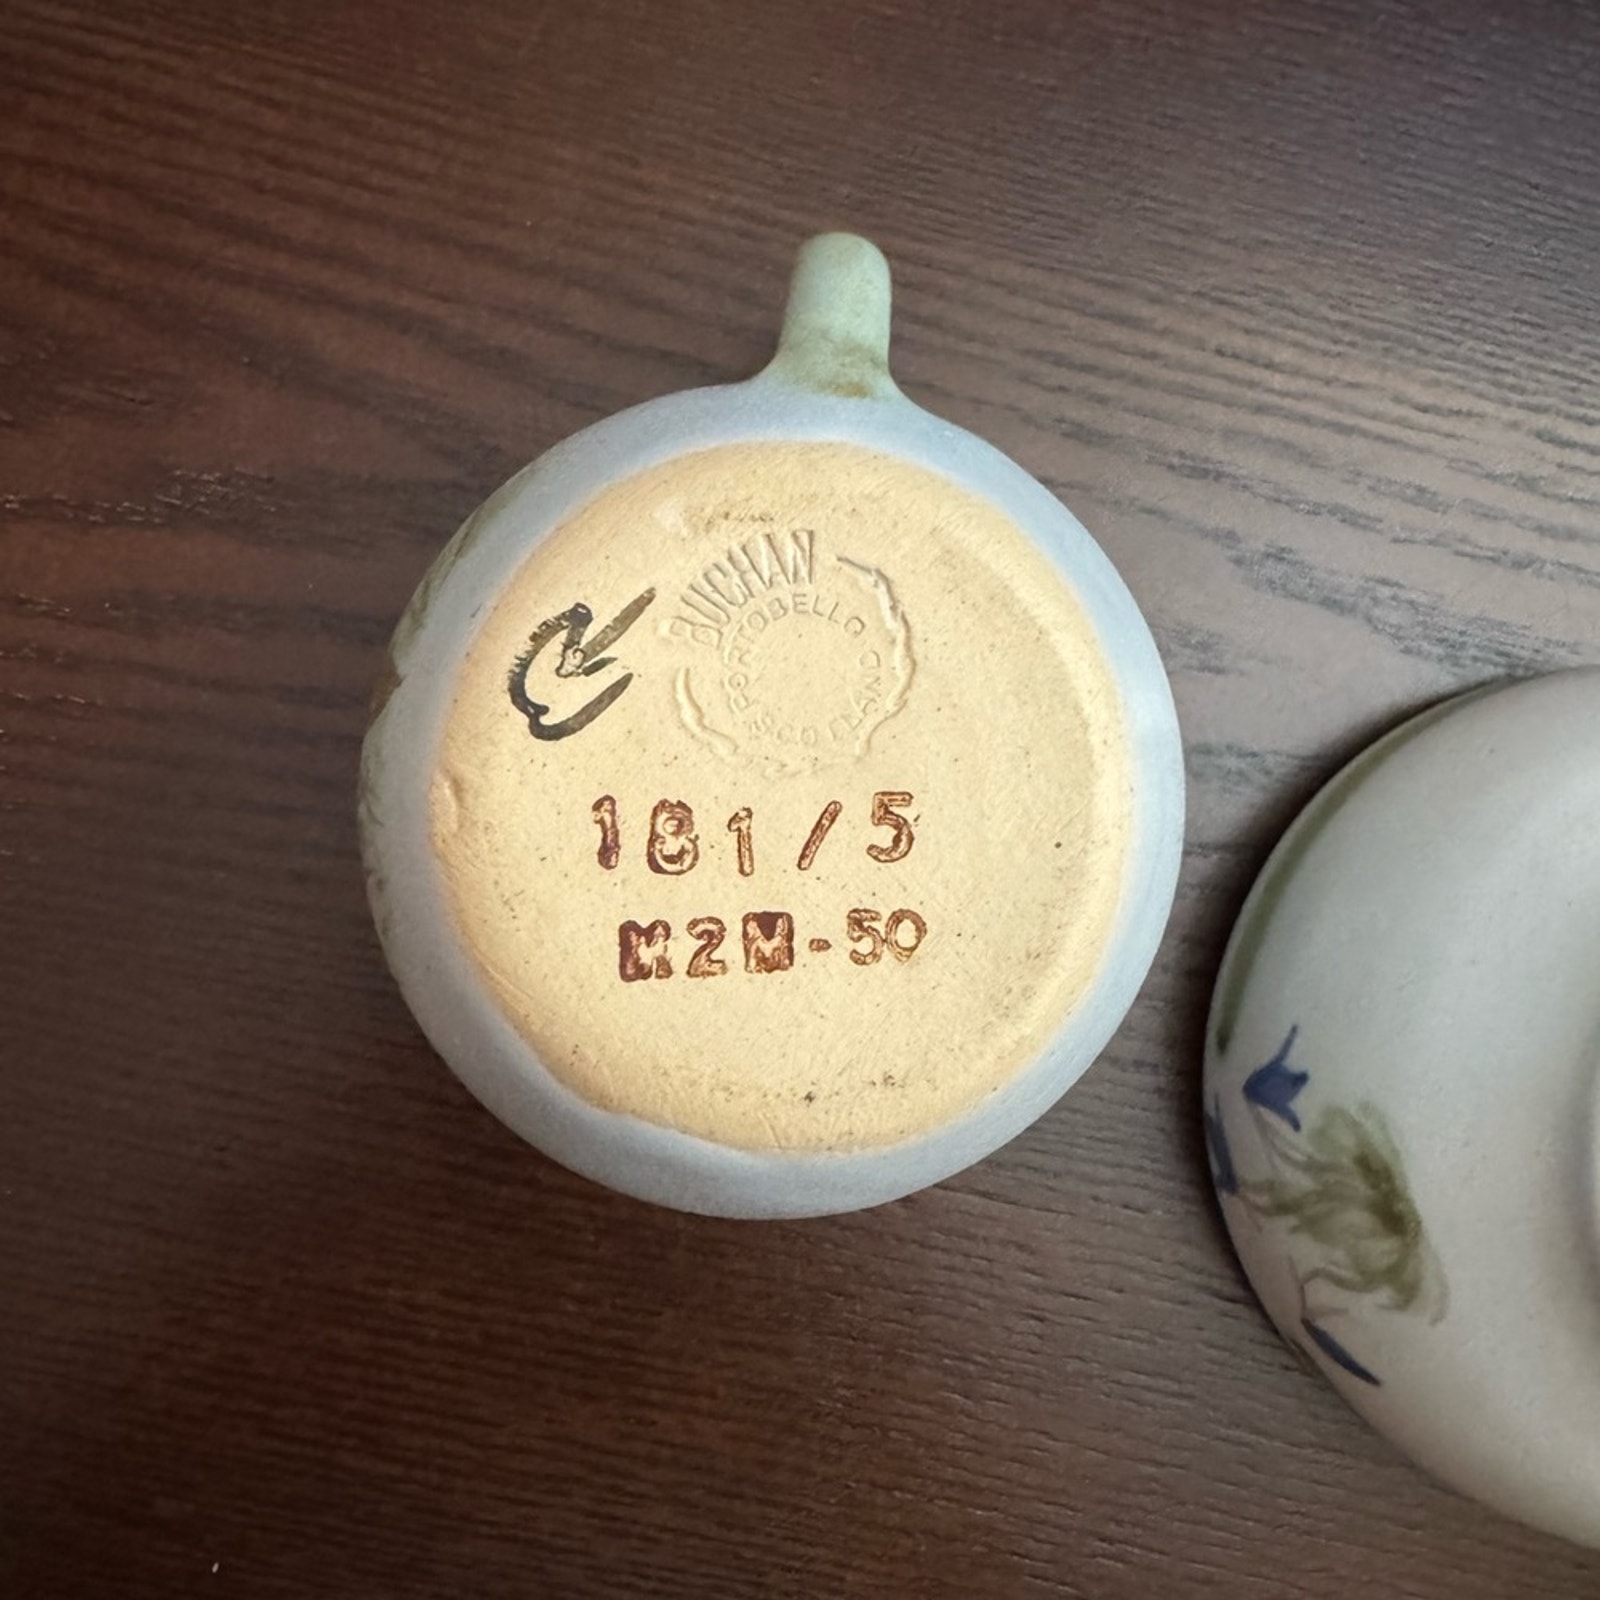 BUCHAN
PORTOBELLO
SCOTLAND
181/5
M2M-50